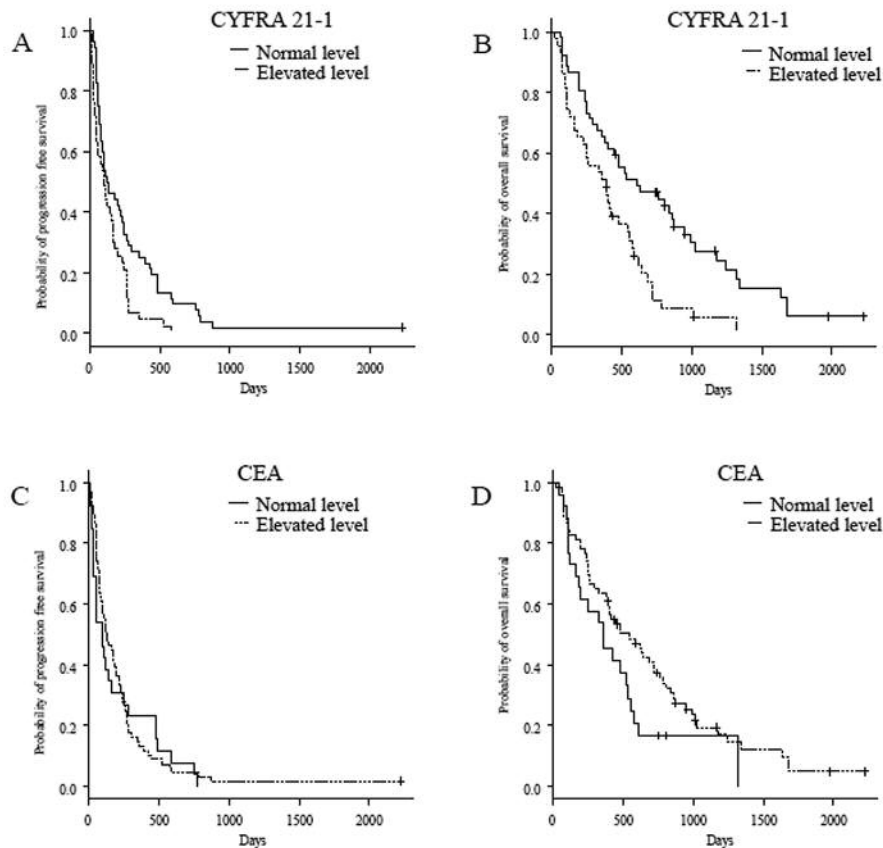 A
CYFRA 21-1
Normal level
Elevated level
Probability of progression free survival
1.0
0.8
0.6
0.4
0.2
0.0
0
500
1000
1500
2000
Days
B
CYFRA 21-1
Normal level
Elevated level
Probability of overall survival
1.0
0.8
0.6
0.4
0.2
0.0
0
500
1000
1500
2000
Days
C
CEA
Normal level
Elevated level
Probability of progression free survival
1.0
0.8
0.6
0.4
0.2
0.0
0
500
1000
1500
2000
Days
D
CEA
Normal level
Elevated level
Probability of overall survival
1.0
0.8
0.6
0.4
0.2
0.0
0
500
1000
1500
2000
Days